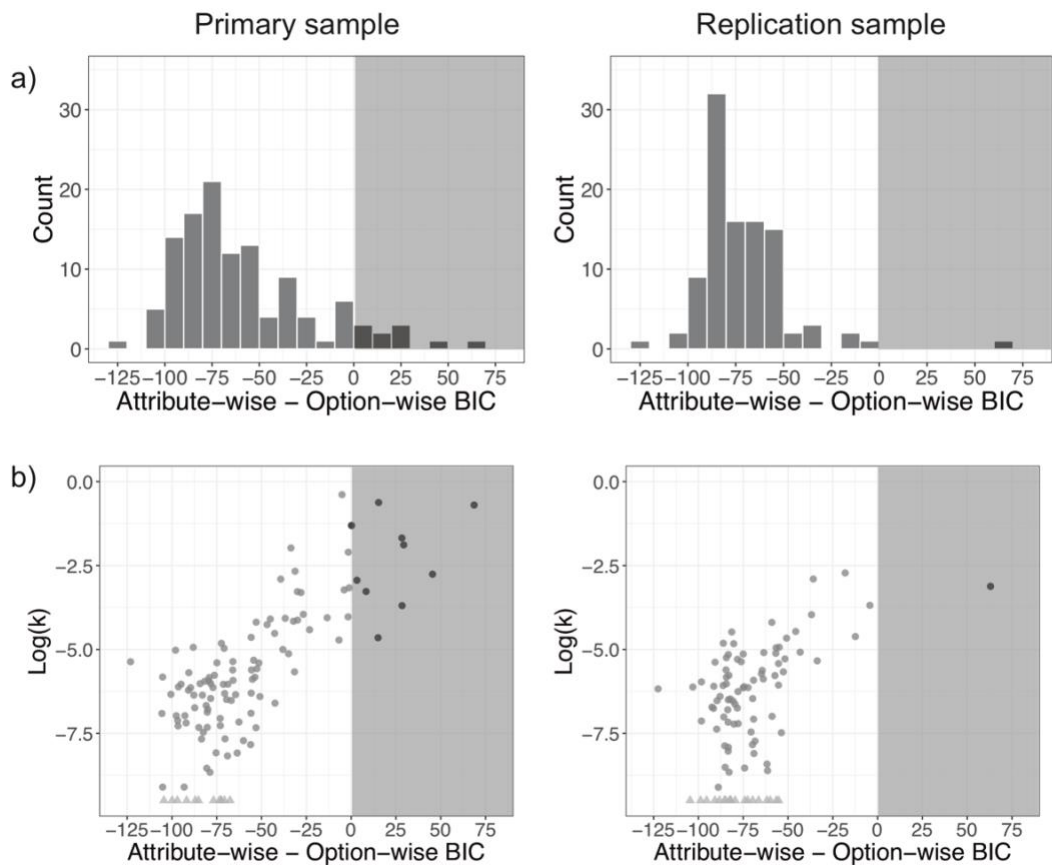 Primary sample
Replication sample
a)
Count
30
20
10
0
−125 −100 −75 −50 −25 0 25 50 75
Attribute−wise − Option−wise BIC
Count
30
20
10
0
−125 −100 −75 −50 −25 0 25 50 75
Attribute−wise − Option−wise BIC
b)
Log(k)
0.0
−2.5
−5.0
−7.5
−125 −100 −75 −50 −25 0 25 50 75
Attribute−wise − Option−wise BIC
Log(k)
0.0
−2.5
−5.0
−7.5
−125 −100 −75 −50 −25 0 25 50 75
Attribute−wise − Option−wise BIC